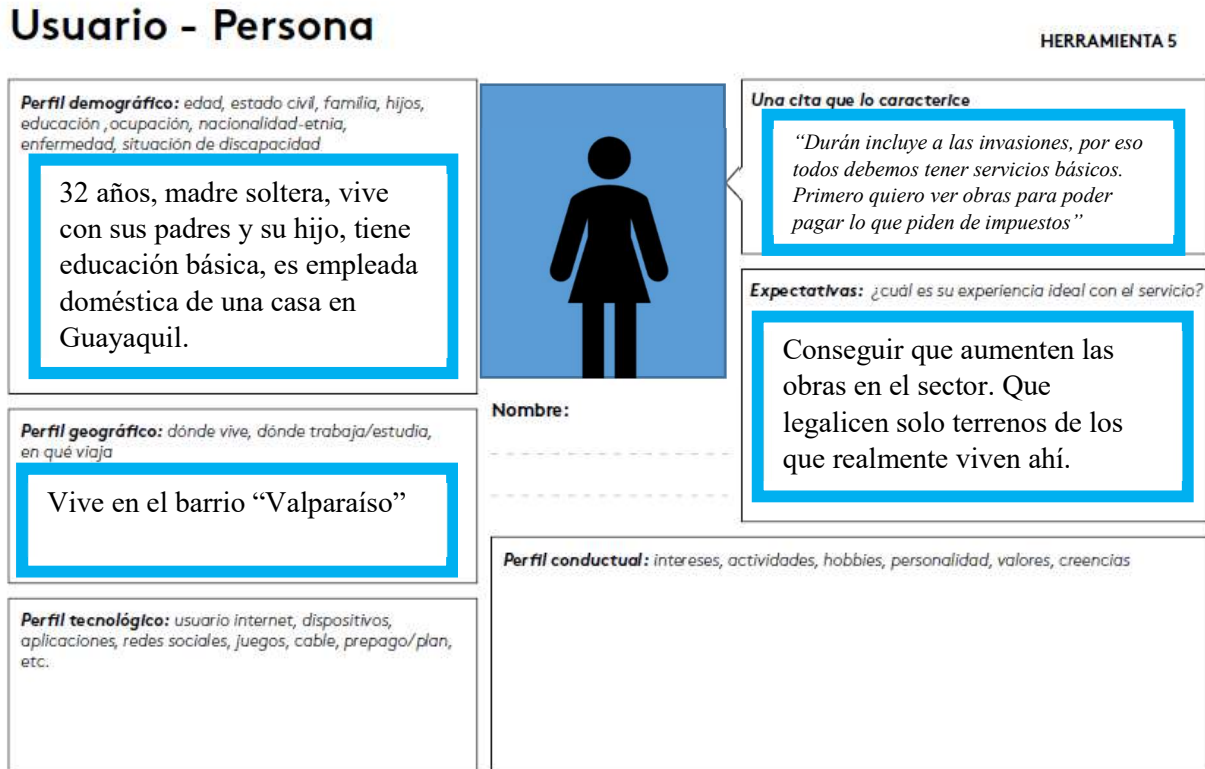 Usuario - Persona
HERRAMIENTA 5
Perfil demográfico: edad, estado civil, familia, hijos,
educación ,ocupación, nacionalidad-etnia,
enfermedad, situación de discapacidad
32 años, madre soltera, vive
con sus padres y su hijo, tiene
educación básica, es empleada
doméstica de una casa en
Guayaquil.
Una cita que lo caracterice
“Durán incluye a las invasiones, por eso
todos debemos tener servicios básicos.
Primero quiero ver obras para poder
pagar lo que piden de impuestos”
Expectativas: ¿cuál es su experiencia ideal con el servicio?
Conseguir que aumenten las
obras en el sector. Que
legalicen solo terrenos de los
que realmente viven ahí.
Nombre:
Perfil geográfico: dónde vive, dónde trabaja/estudia,
en qué viaja
Vive en el barrio “Valparaíso”
Perfil conductual: intereses, actividades, hobbies, personalidad, valores, creencias
Perfil tecnológico: usuario internet, dispositivos,
aplicaciones, redes sociales, juegos, cable, prepago/plan,
etc.